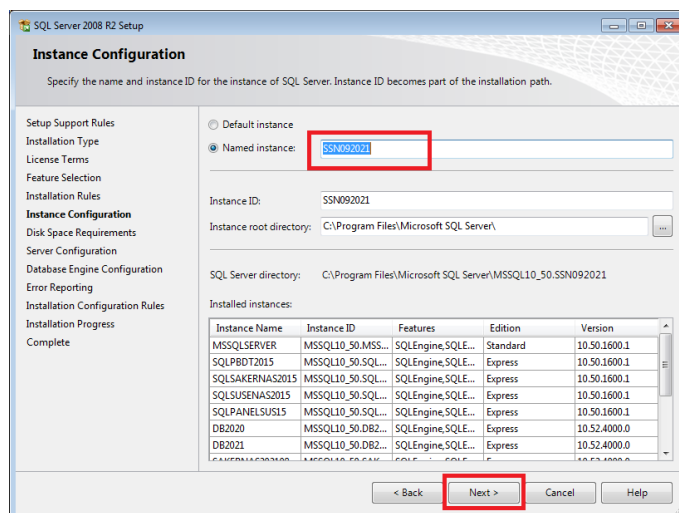 SQL Server 2008 R2 Setup
Instance Configuration
Specify the name and instance ID for the instance of SQL Server. Instance ID becomes part of the installation path.
Setup Support Rules
Installation Type
License Terms
Feature Selection
Installation Rules
Instance Configuration
Disk Space Requirements
Server Configuration
Database Engine Configuration
Error Reporting
Installation Configuration Rules
Installation Progress
Complete
Default instance
Named instance: SSN092021
Instance ID: SSN092021
Instance root directory: C:\Program Files\Microsoft SQL Server\ ...
SQL Server directory: C:\Program Files\Microsoft SQL Server\MSSQL10_50.SSN092021
Installed instances:
Instance Name Instance ID Features Edition Version
MSSQLSERVER MSSQL10_50.MSS... SQLEngine,SQLE... Standard 10.50.1600.1
SQLPBDT2015 MSSQL10_50.SQL... SQLEngine,SQLE... Express 10.50.1600.1
SQLSAKERNAS2015 MSSQL10_50.SQL... SQLEngine,SQLE... Express 10.50.1600.1
SQLSUSENAS2015 MSSQL10_50.SQL... SQLEngine,SQLE... Express 10.50.1600.1
SQLPANELSUS15 MSSQL10_50.SQL... SQLEngine,SQLE... Express 10.50.1600.1
DB2020 MSSQL10_50.DB2... SQLEngine,SQLE... Express 10.52.4000.0
DB2021 MSSQL10_50.DB2... SQLEngine,SQLE... Express 10.52.4000.0
< Back Next > Cancel Help